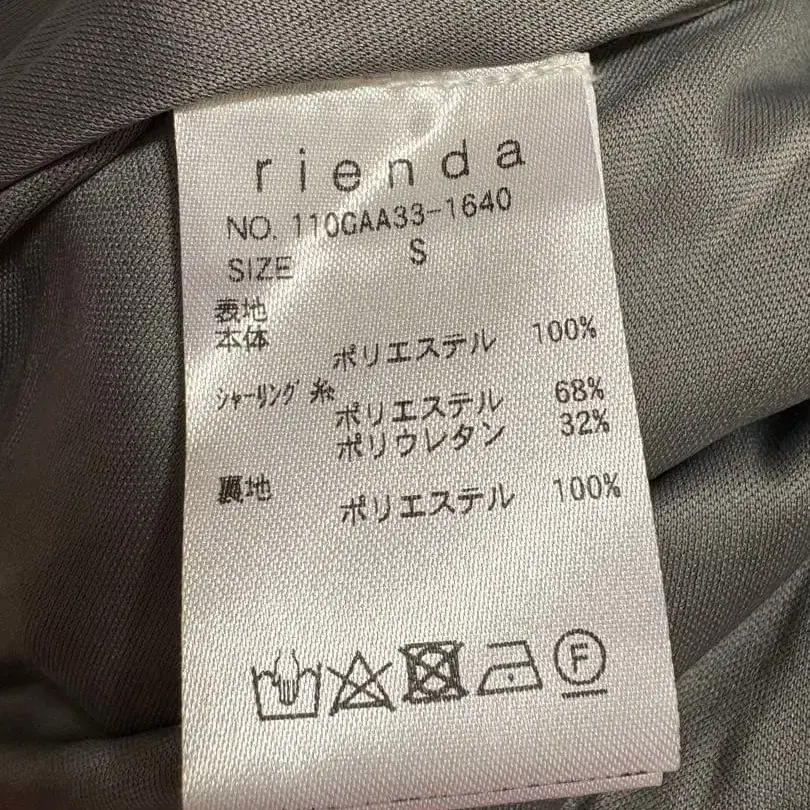 rienda
NO. 110GAA33-1640
SIZE S
表地
本体
ポリエステル 100%
シャーリング糸
ポリエステル 68%
ポリウレタン 32%
裏地
ポリエステル 100%
F